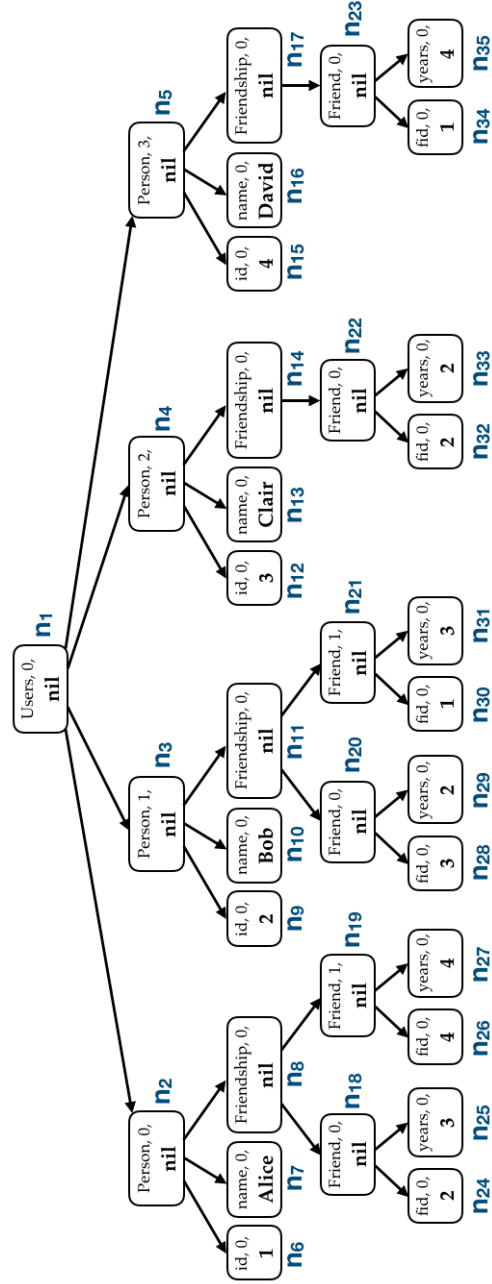 Users, 0,
nil
n1
Person, 0,
nil
n2
Person, 1,
nil
n3
Person, 2,
nil
n4
Person, 3,
nil
n5
id, 0,
1
n6
name, 0,
Alice
n7
Friendship, 0,
nil
n8
id, 0,
2
n9
name, 0,
Bob
n10
Friendship, 0,
nil
n11
id, 0,
3
n12
name, 0,
Clair
n13
Friendship, 0,
nil
n14
id, 0,
4
n15
name, 0,
David
n16
Friendship, 0,
nil
n17
Friend, 0,
nil
n18
Friend, 1,
nil
n19
Friend, 0,
nil
n20
Friend, 1,
nil
n21
Friend, 0,
nil
n22
Friend, 0,
nil
n23
fid, 0,
2
n24
years, 0,
3
n25
fid, 0,
4
n26
years, 0,
4
n27
fid, 0,
3
n28
years, 0,
2
n29
fid, 0,
1
n30
years, 0,
3
n31
fid, 0,
2
n32
years, 0,
2
n33
fid, 0,
1
n34
years, 0,
4
n35